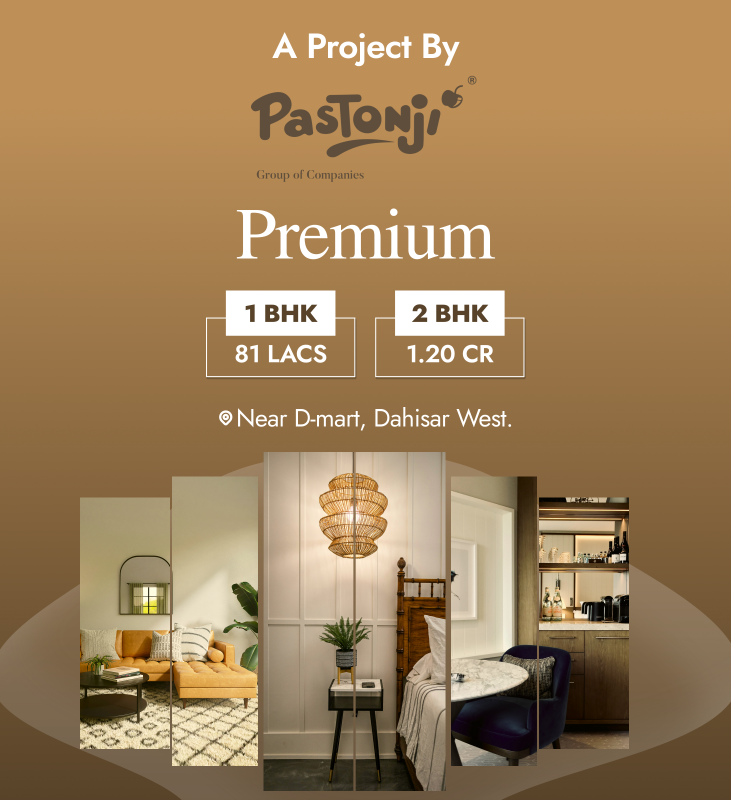 A Project By
Pastonji®
Group of Companies
Premium
1 BHK
81 LACS
2 BHK
1.20 CR
Near D-mart, Dahisar West.